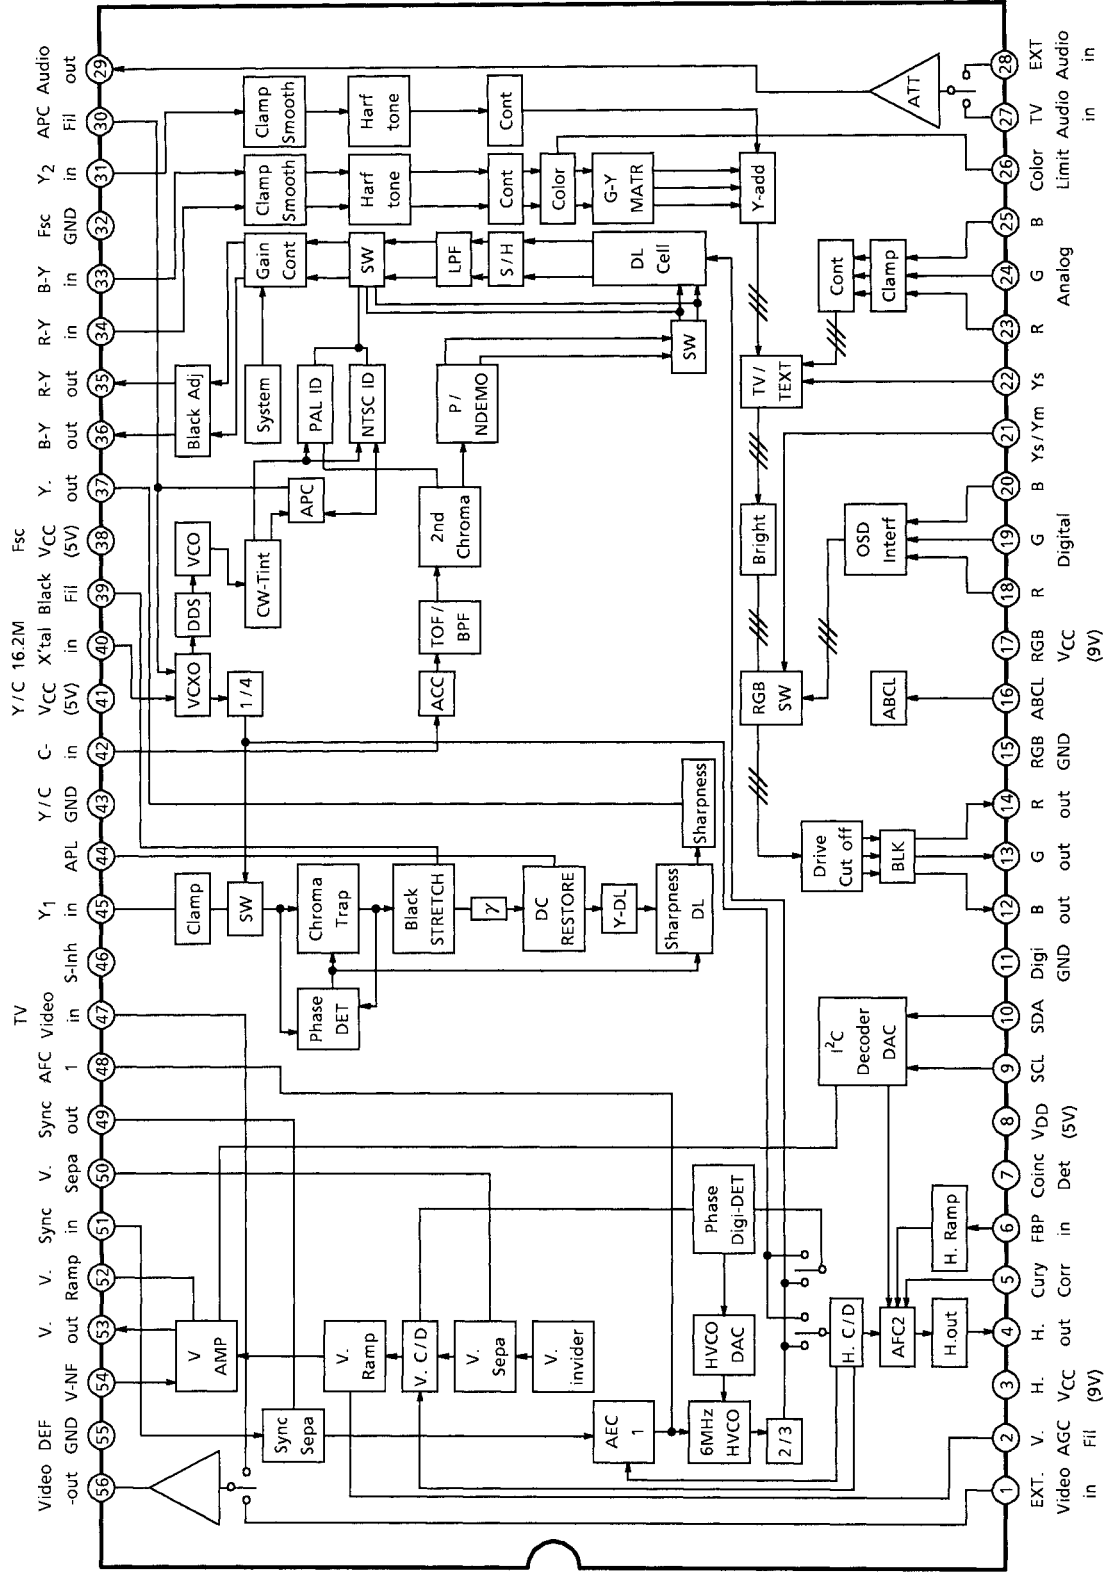 Video
-out
56
DEF
GND
55
V-NF
54
V.
out
53
V.
Ramp
52
Sync
in
51
V.
Sepa
50
Sync
out
49
AFC
1
48
TV
Video
in
47
S-Inh
46
Y1
in
45
APL
44
Y/C
GND
43
C-
in
42
Y/C
VCC
(5V)
41
16.2M
X'tal
in
40
Black
Fil
39
Fsc
VCC
(5V)
38
Y.
out
37
B-Y
out
36
R-Y
out
35
R-Y
in
34
B-Y
in
33
Fsc
GND
32
Y2
in
31
APC
Fil
30
Audio
out
29
V
AMP
Sync
Sepa
V.
Ramp
V. C/D
V.
Sepa
V.
invider
AEC
1
6MHz
HVCO
HVCO
DAC
2/3
Phase
Digi-DET
H. C/D
AFC2
H.out
H. Ramp
I2C
Decoder
DAC
Clamp
SW
Chroma
Trap
Phase
DET
Black
STRETCH
γ
DC
RESTORE
Y-DL
Sharpness
DL
Sharpness
VCXO
1/4
DDS
VCO
CW-Tint
APC
ACC
TOF/
BPF
2nd
Chroma
P/
NDEMO
PAL ID
NTSC ID
System
Black Adj
Gain
Cont
SW
LPF
S/H
DL
Cell
SW
Clamp
Smooth
Harf
tone
Cont
Color
G-Y
MATR
Y-add
Clamp
Smooth
Harf
tone
Cont
ATT
Cont
Clamp
TV/
TEXT
Bright
RGB
SW
OSD
Interf
ABCL
Drive
Cut off
BLK
1
EXT.
Video
in
2
V.
AGC
Fil
3
H.
VCC
(9V)
4
H.
out
5
Cury
Corr
6
FBP
in
7
Coinc
Det
8
VDD
(5V)
9
SCL
10
SDA
11
Digi
GND
12
B
out
13
G
out
14
R
out
15
RGB
GND
16
ABCL
17
RGB
VCC
(9V)
18
R
19
G
20
B
Digital
21
Ys/Ym
22
Ys
23
R
24
G
25
B
Analog
26
Color
Limit
27
TV
Audio
in
28
EXT
Audio
in